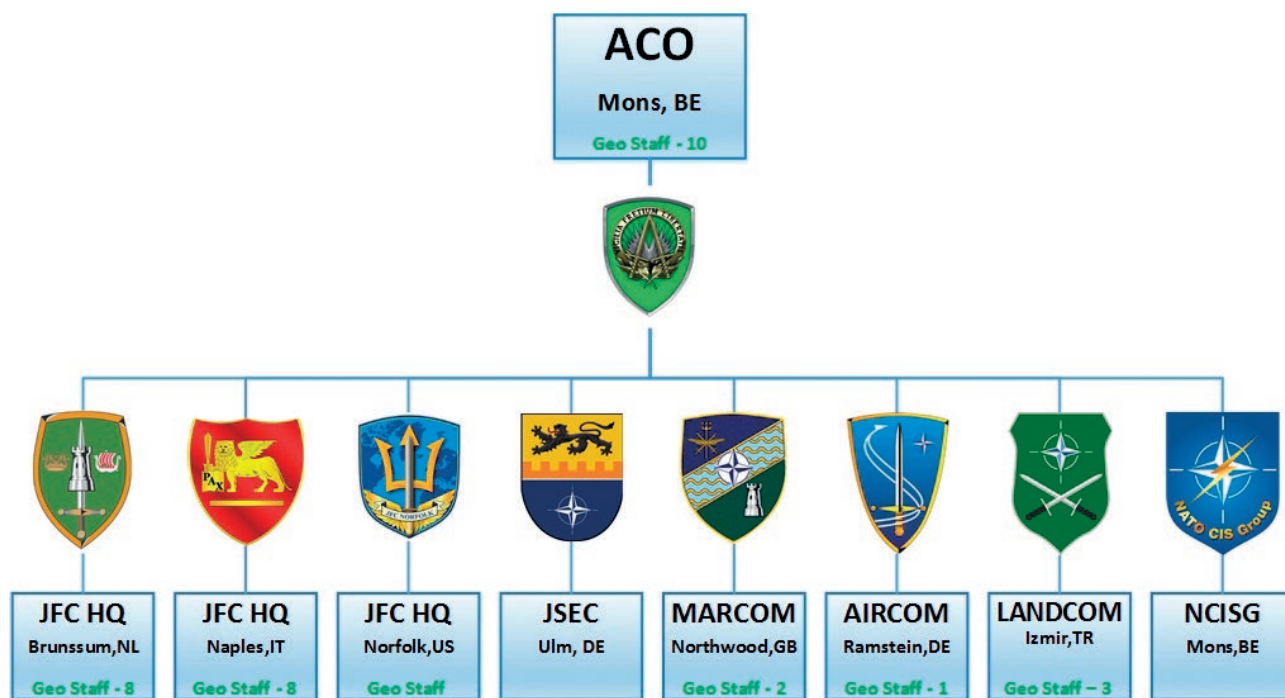 ACO
Mons, BE
Geo Staff - 10
PAX
JFC NORFOLK
NATO CIS Group
JFC HQ
Brunssum,NL
Geo Staff - 8
JFC HQ
Naples,IT
Geo Staff - 8
JFC HQ
Norfolk,US
Geo Staff
JSEC
Ulm, DE
MARCOM
Northwood,GB
Geo Staff - 2
AIRCOM
Ramstein,DE
Geo Staff - 1
LANDCOM
Izmir,TR
Geo Staff – 3
NCISG
Mons,BE